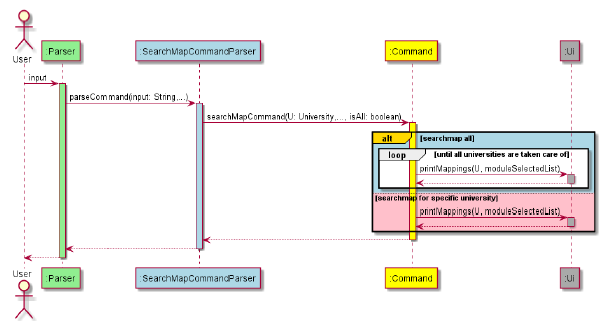 User
:Parser
:SearchMapCommandParser
:Command
:Ui
input
parseCommand(input: String,...)
searchMapCommand(U: University,..., isAll: boolean)
alt [searchmap all]
loop [until all universities are taken care of]
printMappings(U, moduleSelectedList)
[searchmap for specific university]
printMappings(U, moduleSelectedList)
User
:Parser
:SearchMapCommandParser
:Command
:Ui